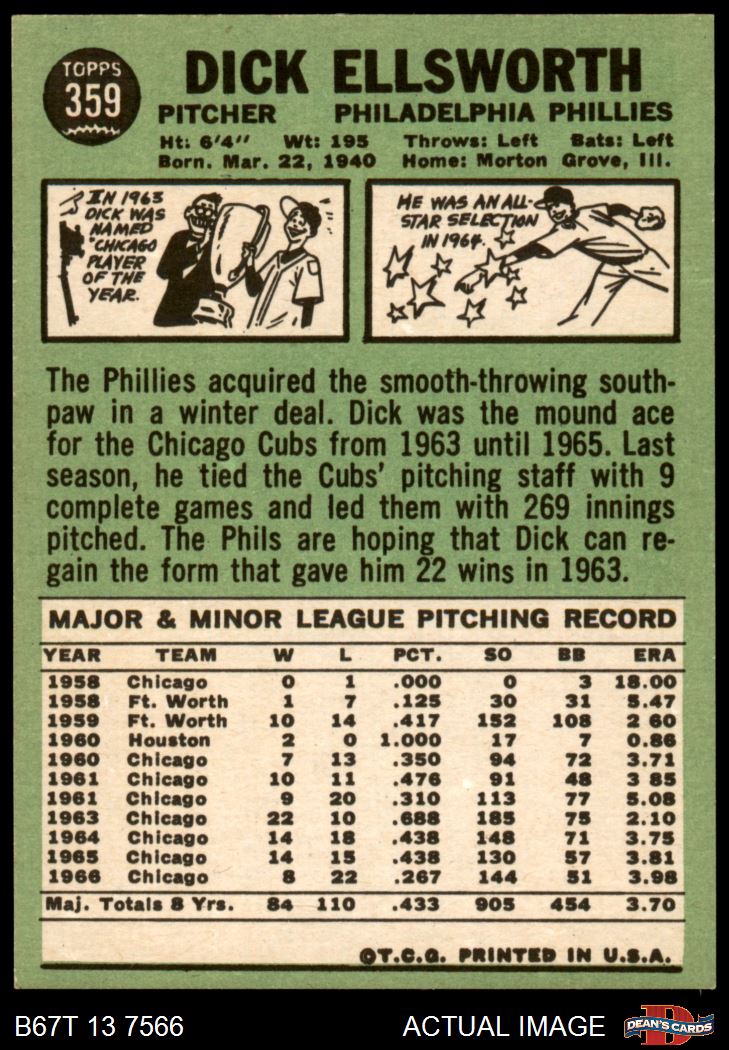 TOPPS
359
DICK ELLSWORTH
PITCHER PHILADELPHIA PHILLIES
Ht: 6'4" Wt: 195 Throws: Left Bats: Left
Born. Mar. 22, 1940 Home: Morton Grove, Ill.
IN 1963
DICK WAS
NAMED
"CHICAGO
PLAYER
OF THE
YEAR.
HE WAS AN ALL-
STAR SELECTION
IN 1964.
The Phillies acquired the smooth-throwing south-
paw in a winter deal. Dick was the mound ace
for the Chicago Cubs from 1963 until 1965. Last
season, he tied the Cubs' pitching staff with 9
complete games and led them with 269 innings
pitched. The Phils are hoping that Dick can re-
gain the form that gave him 22 wins in 1963.
MAJOR & MINOR LEAGUE PITCHING RECORD
YEAR TEAM W L PCT. SO BB ERA
1958 Chicago 0 1 .000 0 3 18.00
1958 Ft. Worth 1 7 .125 30 31 5.47
1959 Ft. Worth 10 14 .417 152 108 2 60
1960 Houston 2 0 1.000 17 7 0.86
1960 Chicago 7 13 .350 94 72 3.71
1961 Chicago 10 11 .476 91 48 3 85
1961 Chicago 9 20 .310 113 77 5.08
1963 Chicago 22 10 .688 185 75 2.10
1964 Chicago 14 18 .438 148 71 3.75
1965 Chicago 14 15 .438 130 57 3.81
1966 Chicago 8 22 .267 144 51 3.98
Maj. Totals 8 Yrs. 84 110 .433 905 454 3.70
©T.C.G. PRINTED IN U.S.A.
B67T 13 7566 ACTUAL IMAGE
D
DEAN'S CARDS